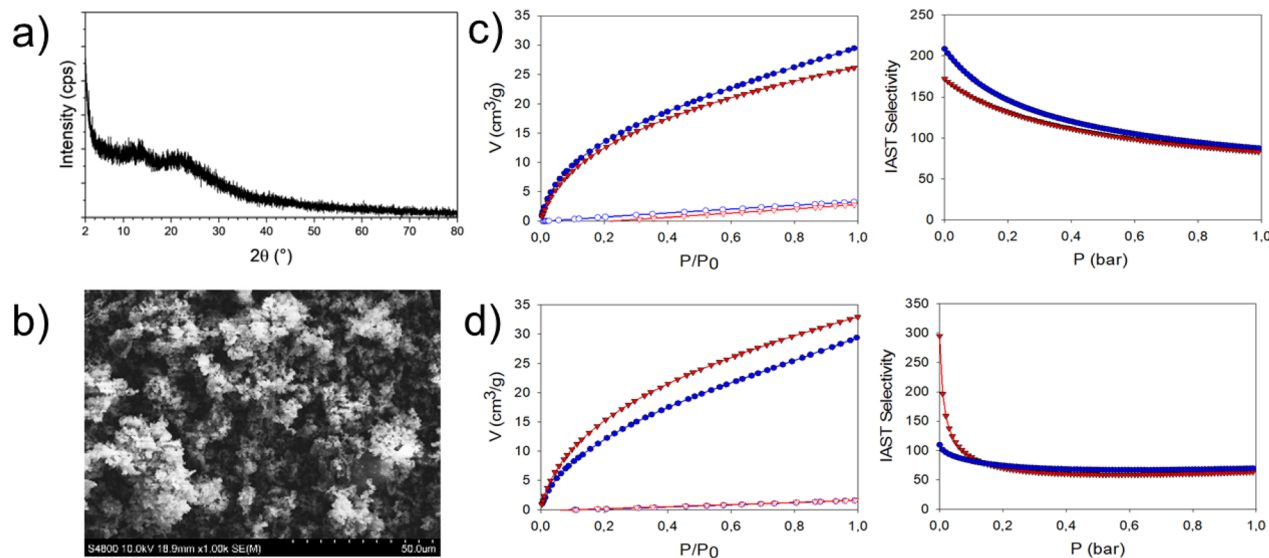 a)
Intensity (cps)
2 10 20 30 40 50 60 70 80
2θ (°)
b)
S4800 10.0kV 18.9mm x1.00k SE(M)
50.0um
c)
V (cm³/g)
35
30
25
20
15
10
5
0
0,0 0,2 0,4 0,6 0,8 1,0
P/P0
IAST Selectivity
250
200
150
100
50
0
0,0 0,2 0,4 0,6 0,8 1,0
P (bar)
d)
V (cm³/g)
35
30
25
20
15
10
5
0
0,0 0,2 0,4 0,6 0,8 1,0
P/P0
IAST Selectivity
350
300
250
200
150
100
50
0
0,0 0,2 0,4 0,6 0,8 1,0
P (bar)